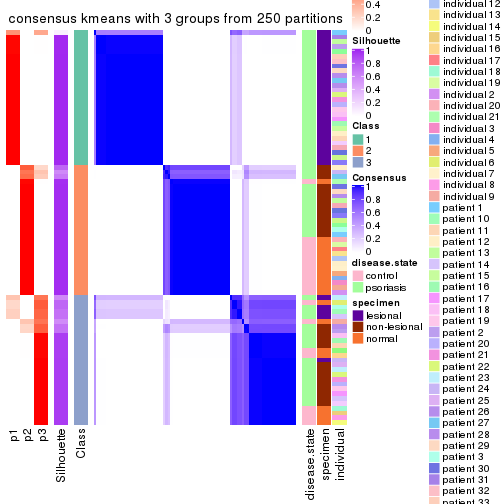 consensus kmeans with 3 groups from 250 partitions
p1
p2
p3
Silhouette
Class
disease.state
specimen
individual
0.4
0.2
0
Silhouette
1
0.8
0.6
0.4
0.2
0
Class
1
2
3
Consensus
1
0.8
0.6
0.4
0.2
0
disease.state
control
psoriasis
specimen
lesional
non-lesional
normal
individual 12
individual 13
individual 14
individual 15
individual 16
individual 17
individual 18
individual 19
individual 2
individual 20
individual 21
individual 3
individual 4
individual 5
individual 6
individual 7
individual 8
individual 9
patient 1
patient 10
patient 11
patient 12
patient 13
patient 14
patient 15
patient 16
patient 17
patient 18
patient 19
patient 2
patient 20
patient 21
patient 22
patient 23
patient 24
patient 25
patient 26
patient 27
patient 28
patient 29
patient 3
patient 30
patient 31
patient 32
patient 33